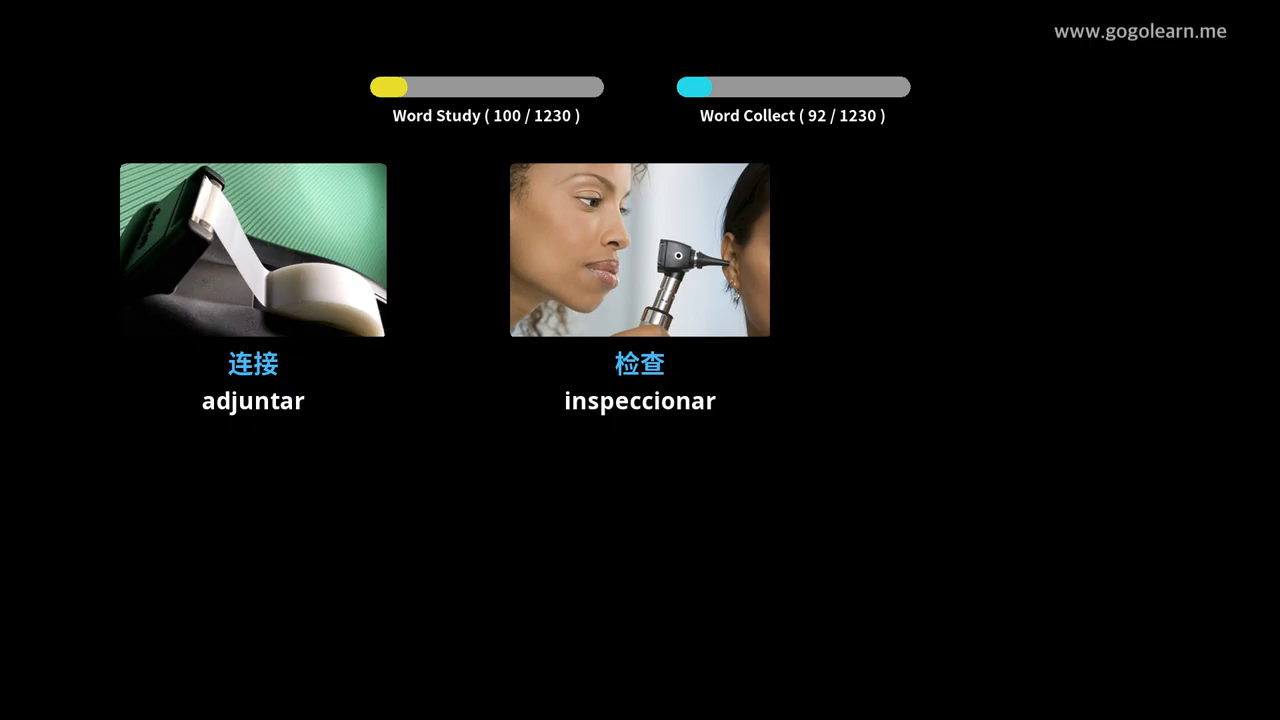 www.gogolearn.me
Word Study ( 100 / 1230 )
Word Collect ( 92 / 1230 )
连接
adjuntar
检查
inspeccionar